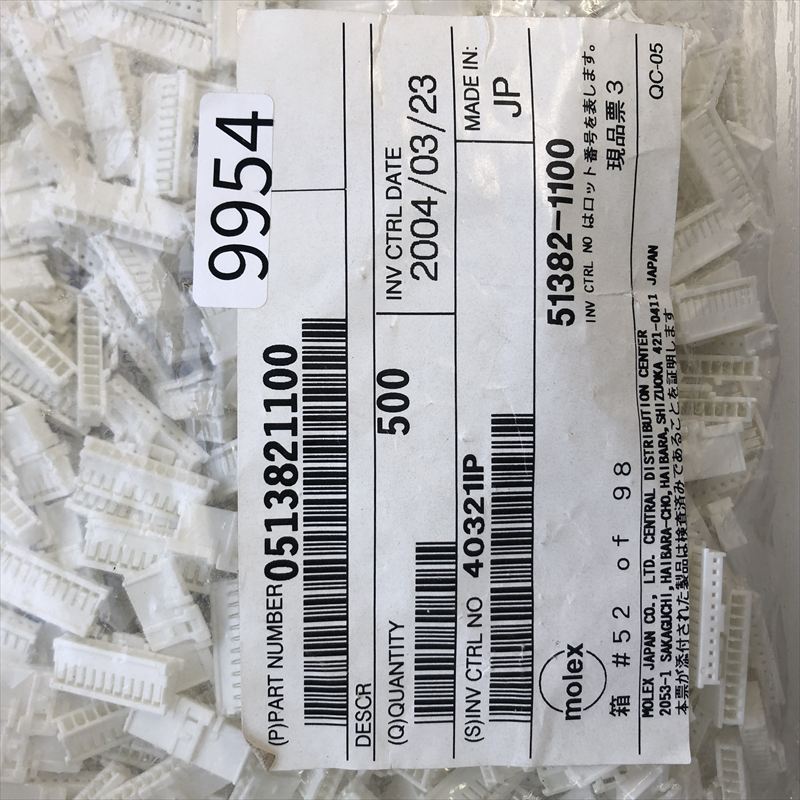 9954
(P)PART NUMBER 0513821100
DESCR
(Q)QUANTITY 500
INV CTRL DATE
2004/03/23
(S)INV CTRL NO 40321IP
MADE IN:
JP
51382-1100
INV CTRL NO はロット番号を表します。
現品票3
molex
箱 #52 of 98
QC-05
MOLEX JAPAN CO., LTD. CENTRAL DISTRIBUTION CENTER
2053-1 SAKAGUCHI, HAIBARA-CHO, HAIBARA, SHIZUOKA 421-0411 JAPAN
本票が添付された製品は検査済みであることを証明します